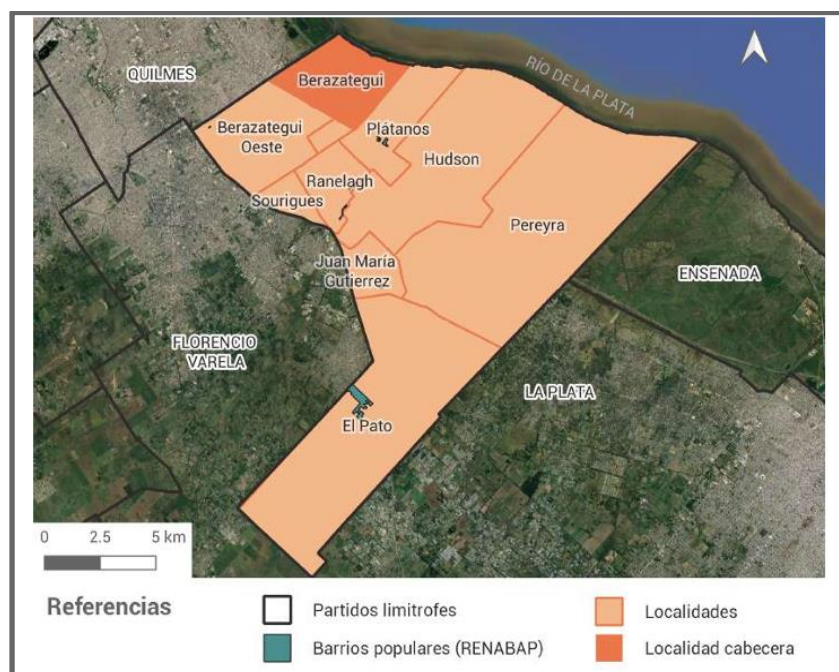 QUILMES
Berazategui
RÍO DE LA PLATA
Berazategui
Oeste
Plátanos
Hudson
Ranelagh
Sourigues
Pereyra
Juan María
Gutierrez
ENSENADA
FLORENCIO
VARELA
LA PLATA
El Pato
0 2.5 5 km
Referencias
Partidos limitrofes
Localidades
Barrios populares (RENABAP)
Localidad cabecera